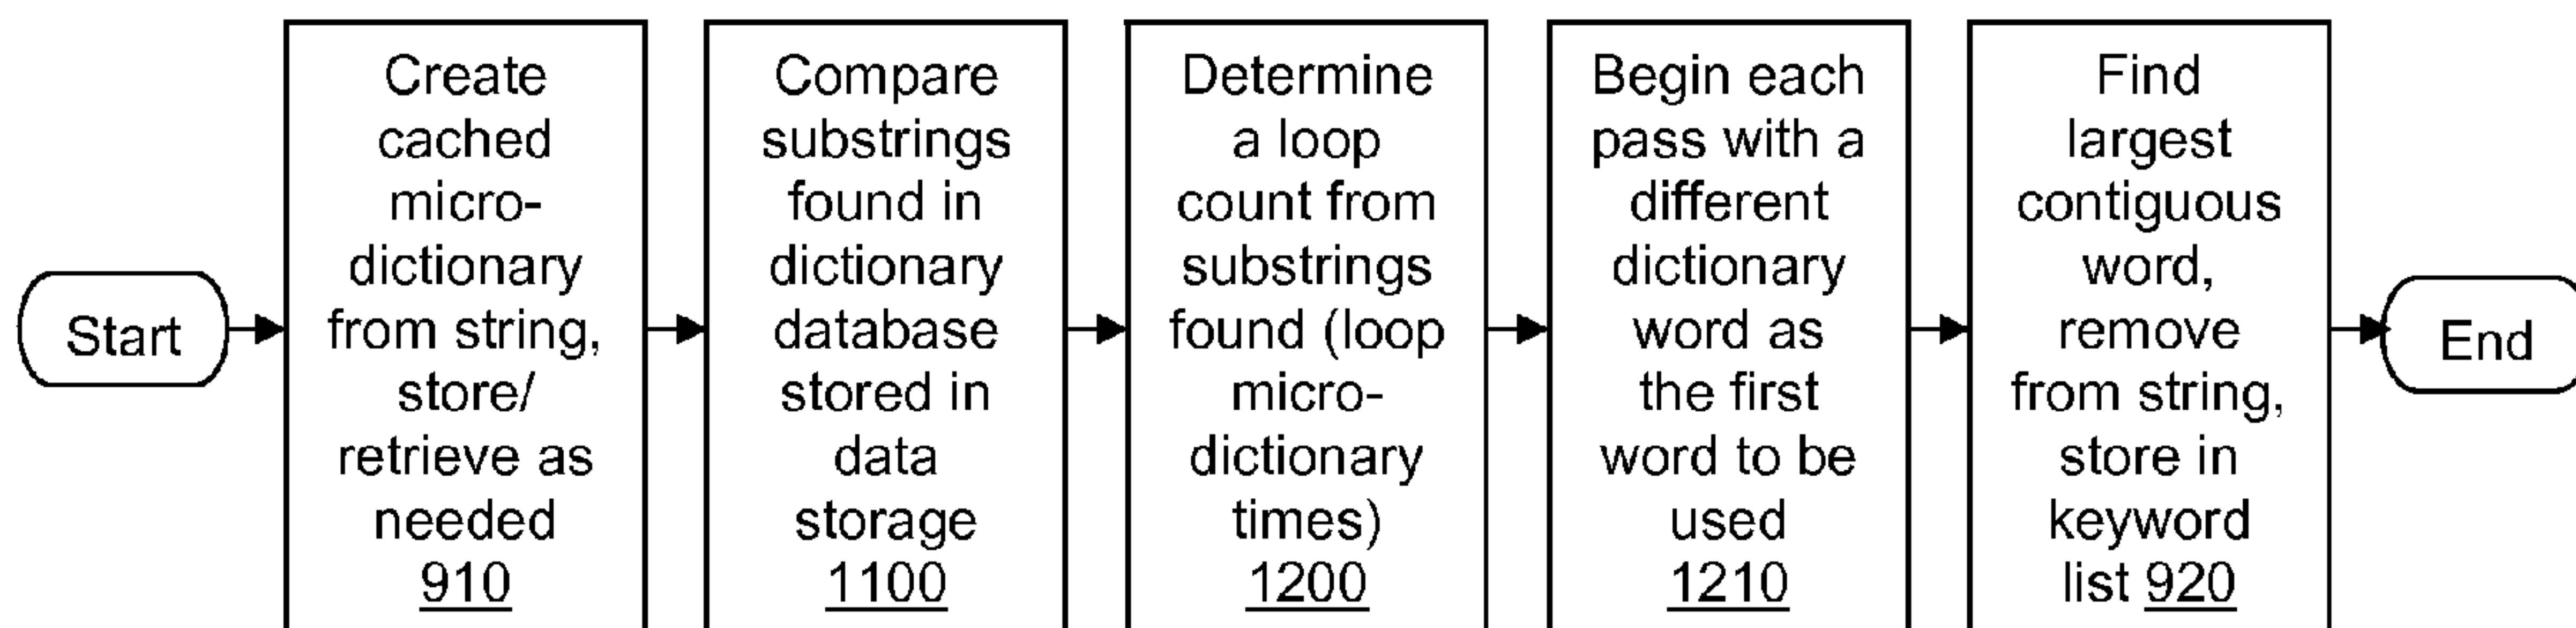 Start
Create
cached
micro-
dictionary
from string,
store/
retrieve as
needed
910
Compare
substrings
found in
dictionary
database
stored in
data
storage
1100
Determine
a loop
count from
substrings
found (loop
micro-
dictionary
times)
1200
Begin each
pass with a
different
dictionary
word as
the first
word to be
used
1210
Find
largest
contiguous
word,
remove
from string,
store in
keyword
list 920
End